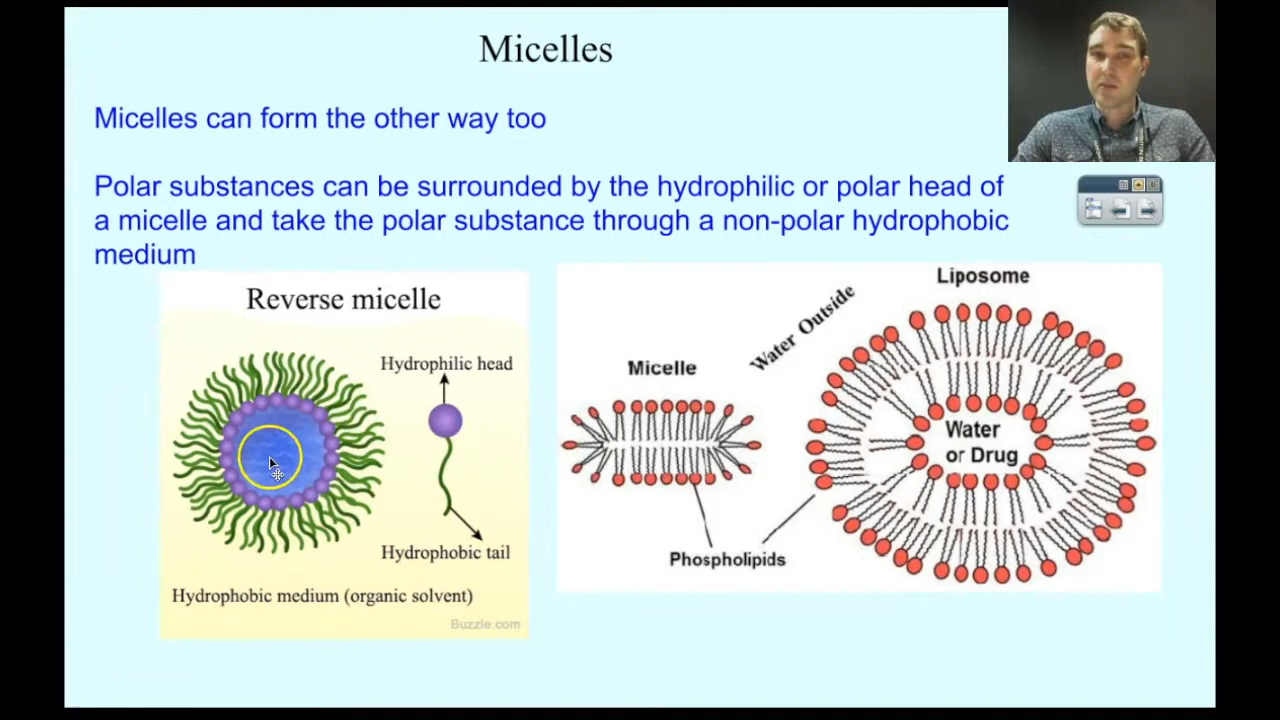 Micelles
Micelles can form the other way too
Polar substances can be surrounded by the hydrophilic or polar head of
a micelle and take the polar substance through a non-polar hydrophobic
medium
Reverse micelle
Hydrophilic head
Hydrophobic tail
Hydrophobic medium (organic solvent)
Buzzle.com
Liposome
Water Outside
Micelle
Water
or Drug
Phospholipids